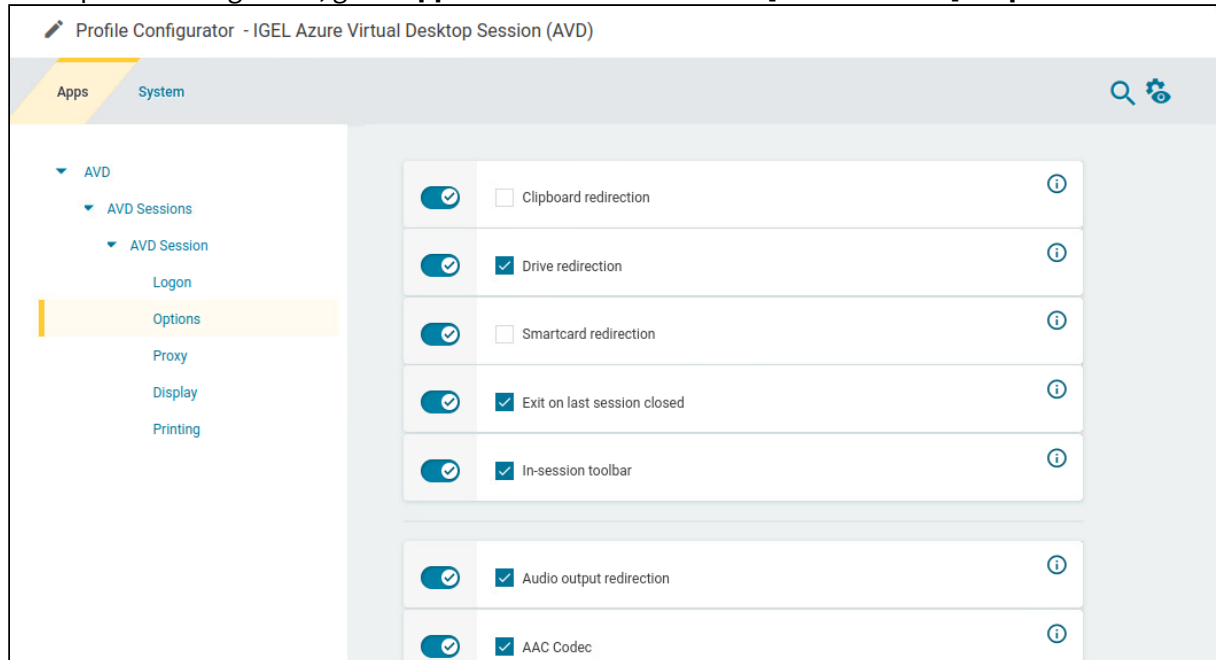 Profile Configurator - IGEL Azure Virtual Desktop Session (AVD)
Apps System
AVD
AVD Sessions
AVD Session
Logon
Options
Proxy
Display
Printing
Clipboard redirection
Drive redirection
Smartcard redirection
Exit on last session closed
In-session toolbar
Audio output redirection
AAC Codec